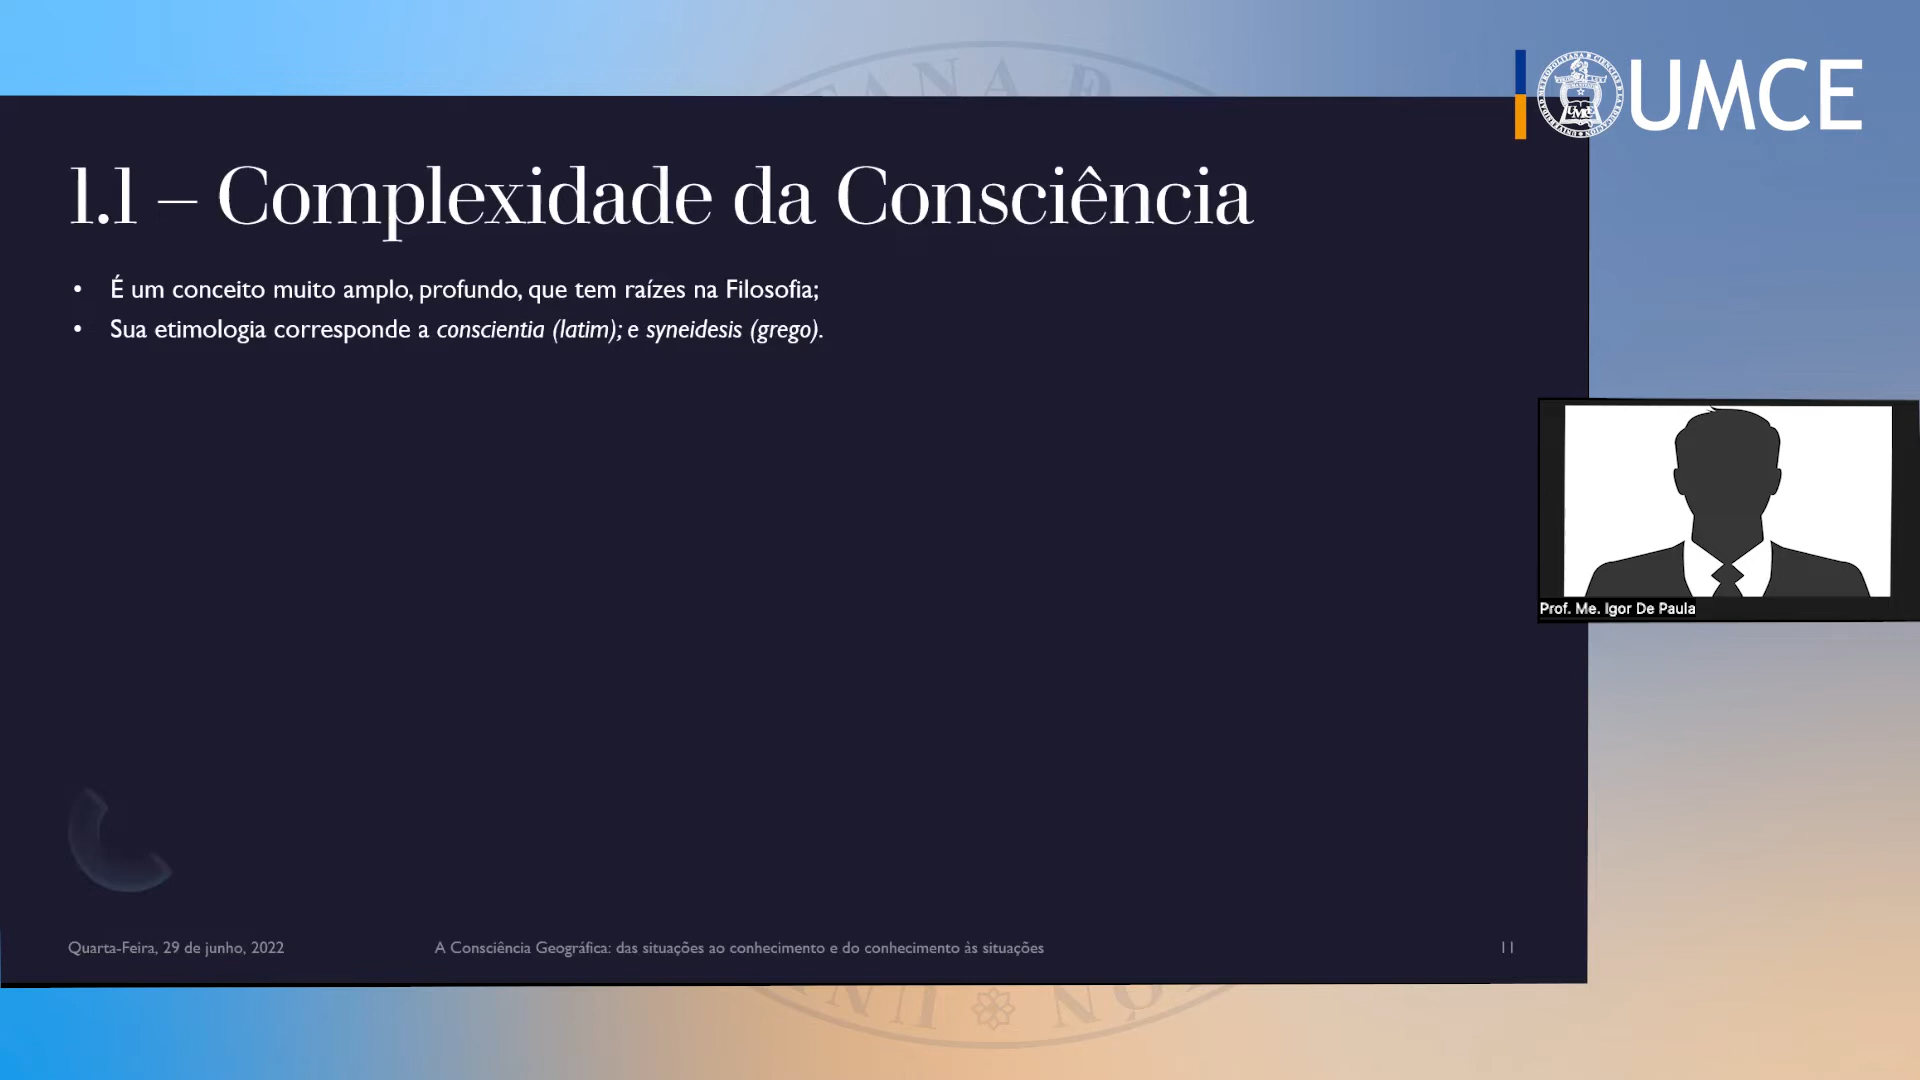 UMCE
1.1 – Complexidade da Consciência
• É um conceito muito amplo, profundo, que tem raízes na Filosofia;
• Sua etimologia corresponde a conscientia (latim); e syneidesis (grego).
Prof. Me. Igor De Paula
Quarta-Feira, 29 de junho, 2022
A Consciência Geográfica: das situações ao conhecimento e do conhecimento às situações
11